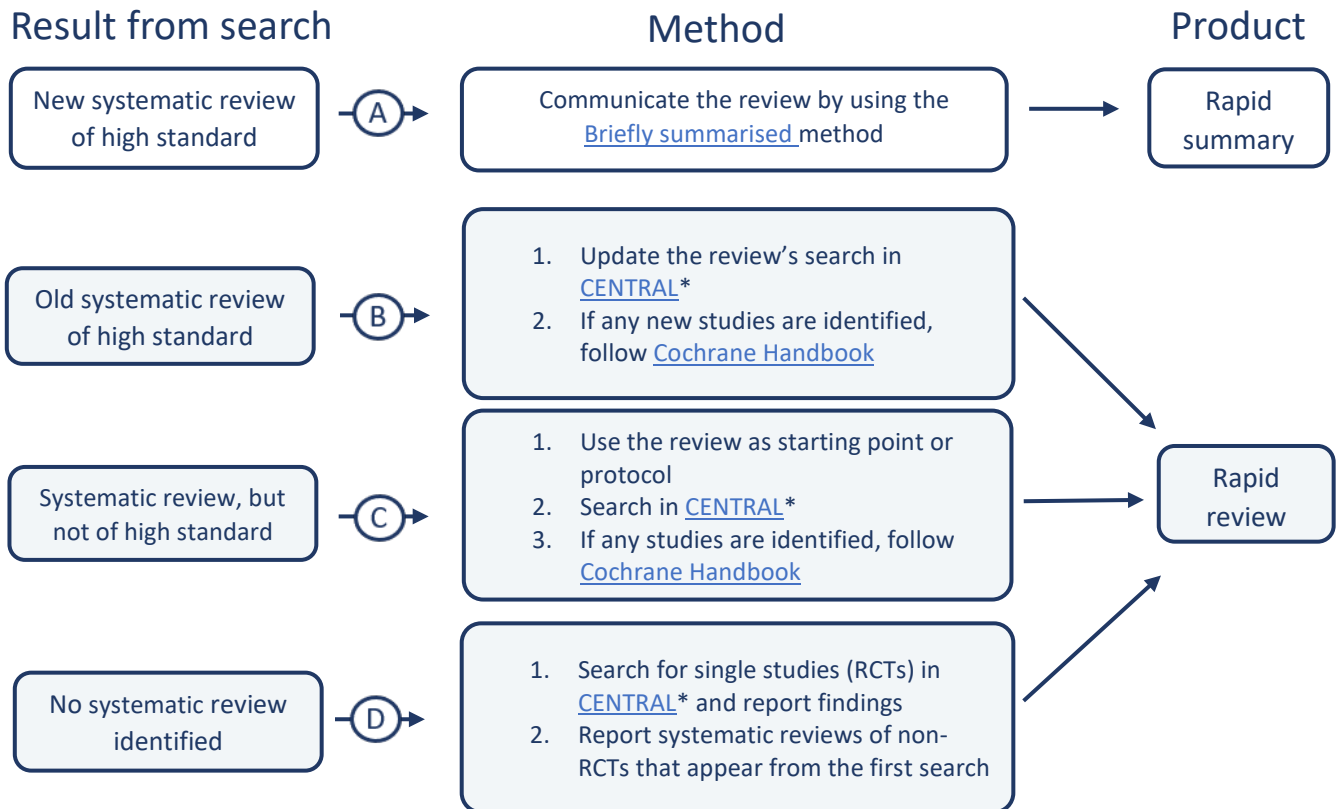 Result from search
Method
Product
New systematic review
of high standard
A
Communicate the review by using the
Briefly summarised method
Rapid
summary
Old systematic review
of high standard
B
1. Update the review’s search in
CENTRAL*
2. If any new studies are identified,
follow Cochrane Handbook
Systematic review, but
not of high standard
C
1. Use the review as starting point or
protocol
2. Search in CENTRAL*
3. If any studies are identified, follow
Cochrane Handbook
Rapid
review
No systematic review
identified
D
1. Search for single studies (RCTs) in
CENTRAL* and report findings
2. Report systematic reviews of non-
RCTs that appear from the first search